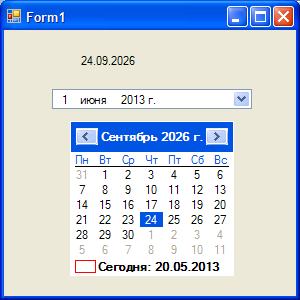 Form1
24.09.2026
1 июня 2013 г.
Сентябрь 2026 г.
Пн Вт Ср Чт Пт Сб Вс
31 1 2 3 4 5 6
7 8 9 10 11 12 13
14 15 16 17 18 19 20
21 22 23 24 25 26 27
28 29 30 1 2 3 4
5 6 7 8 9 10 11
Сегодня: 20.05.2013